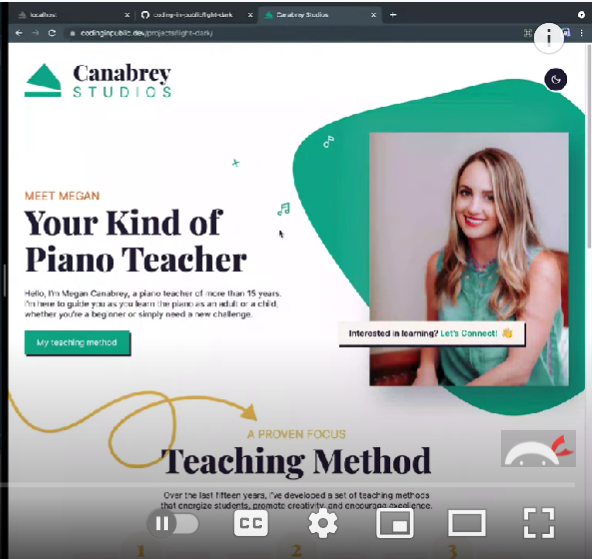 localhost
coding-in-public/light-dark
Canabrey Studios
codinginpublic.dev/projects/light-dark/
Canabrey
STUDIOS
MEET MEGAN
Your Kind of
Piano Teacher
Hello, I'm Megan Canabrey, a piano teacher of more than 15 years.
I'm here to guide you as you learn the piano as an adult or a child,
whether you're a beginner or simply need a new challenge.
My teaching method
Interested in learning? Let's Connect! 👋
A PROVEN FOCUS
Teaching Method
Over the last fifteen years, I've developed a set of teaching methods
that energize students, promote creativity, and encourage excellence.
1 2 3
CC